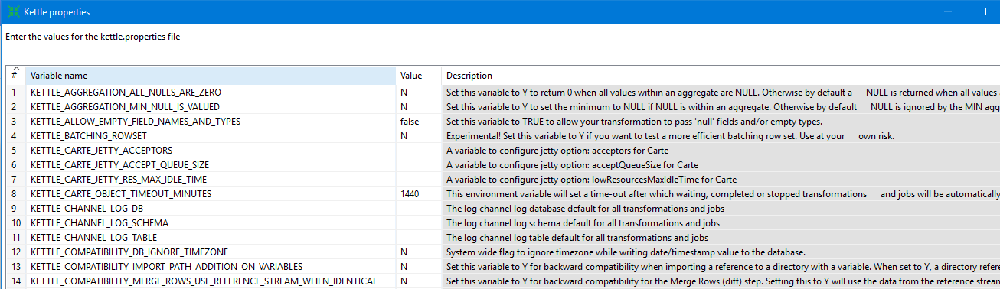 Kettle properties
Enter the values for the kettle.properties file
# Variable name Value Description
1 KETTLE_AGGREGATION_ALL_NULLS_ARE_ZERO N Set this variable to Y to return 0 when all values within an aggregate are NULL. Otherwise by default a NULL is returned when all values
2 KETTLE_AGGREGATION_MIN_NULL_IS_VALUED N Set this variable to Y to set the minimum to NULL if NULL is within an aggregate. Otherwise by default NULL is ignored by the MIN agg
3 KETTLE_ALLOW_EMPTY_FIELD_NAMES_AND_TYPES false Set this variable to TRUE to allow your transformation to pass 'null' fields and/or empty types.
4 KETTLE_BATCHING_ROWSET N Experimental! Set this variable to Y if you want to test a more efficient batching row set. Use at your own risk.
5 KETTLE_CARTE_JETTY_ACCEPTORS A variable to configure jetty option: acceptors for Carte
6 KETTLE_CARTE_JETTY_ACCEPT_QUEUE_SIZE A variable to configure jetty option: acceptQueueSize for Carte
7 KETTLE_CARTE_JETTY_RES_MAX_IDLE_TIME A variable to configure jetty option: lowResourcesMaxIdleTime for Carte
8 KETTLE_CARTE_OBJECT_TIMEOUT_MINUTES 1440 This environment variable will set a time-out after which waiting, completed or stopped transformations and jobs will be automatically
9 KETTLE_CHANNEL_LOG_DB The log channel log database default for all transformations and jobs
10 KETTLE_CHANNEL_LOG_SCHEMA The log channel log schema default for all transformations and jobs
11 KETTLE_CHANNEL_LOG_TABLE The log channel log table default for all transformations and jobs
12 KETTLE_COMPATIBILITY_DB_IGNORE_TIMEZONE N System wide flag to ignore timezone while writing date/timestamp value to the database.
13 KETTLE_COMPATIBILITY_IMPORT_PATH_ADDITION_ON_VARIABLES N Set this variable to Y for backward compatibility when importing a reference to a directory with a variable. When set to Y, a directory refer
14 KETTLE_COMPATIBILITY_MERGE_ROWS_USE_REFERENCE_STREAM_WHEN_IDENTICAL N Set this variable to Y for backward compatibility for the Merge Rows (diff) step. Setting this to Y will use the data from the reference stream